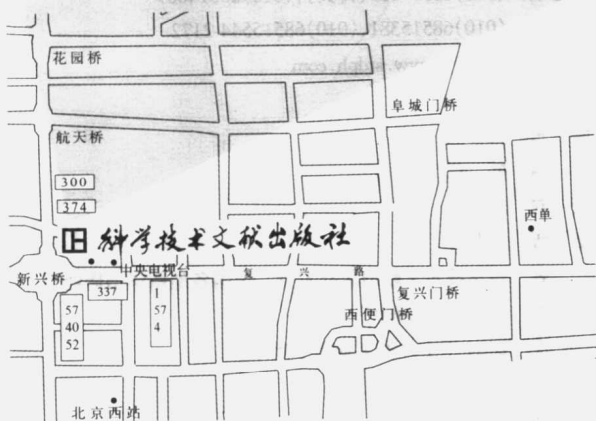 花园桥
阜城门桥
航天桥
300
374
西单
科学技术文献出版社
中央电视台
复兴路
新兴桥
337
复兴门桥
57
40
52
1
57
4
西便门桥
北京西站